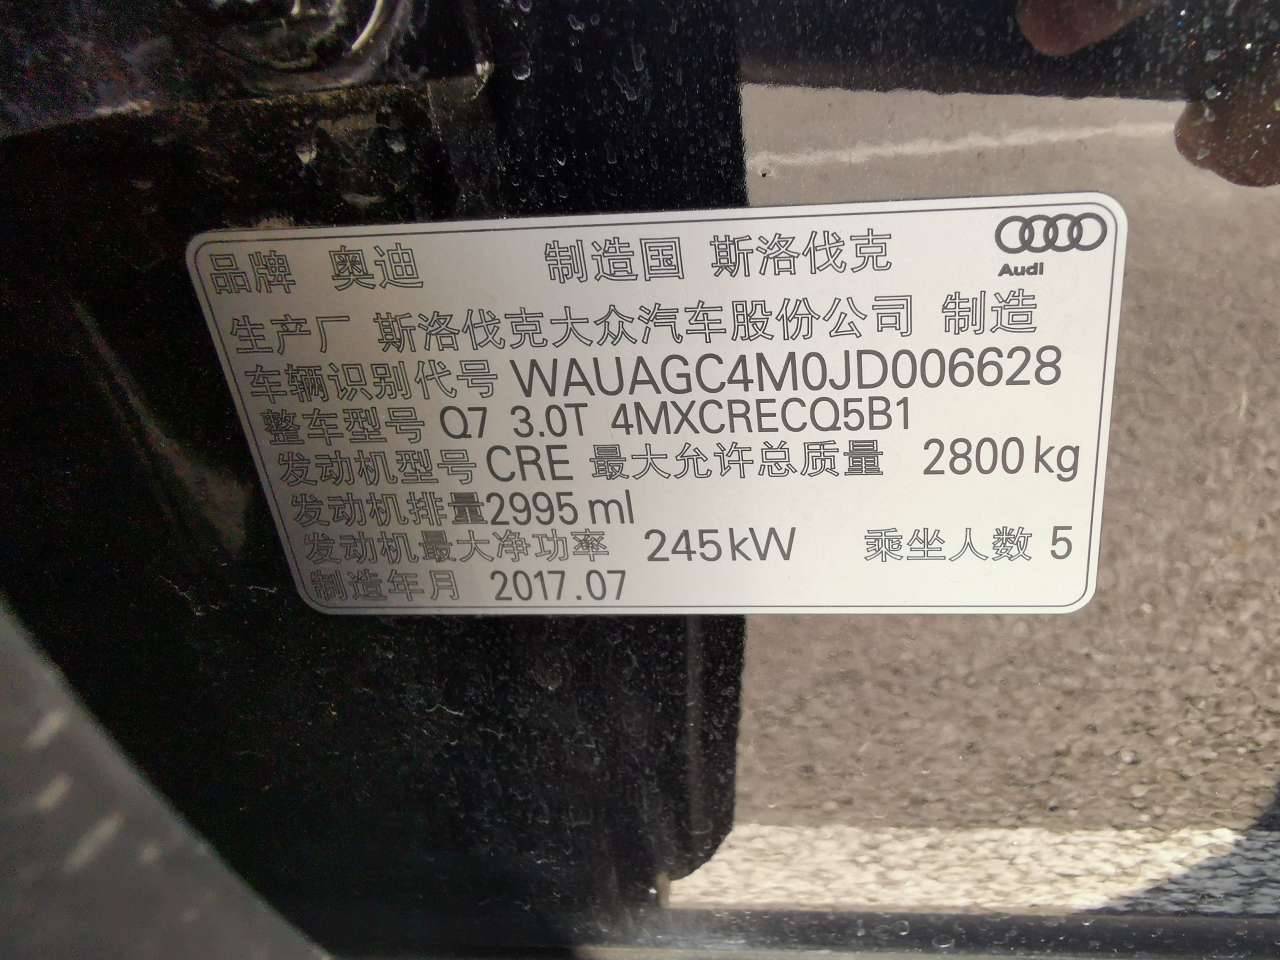 品牌 奥迪 制造国 斯洛伐克
Audi
生产厂 斯洛伐克大众汽车股份公司 制造
车辆识别代号 WAUAGC4M0JD006628
整车型号 Q7 3.0T 4MXCRECQ5B1
发动机型号 CRE 最大允许总质量 2800 kg
发动机排量 2995 ml
发动机最大净功率 245 kW 乘坐人数 5
制造年月 2017.07